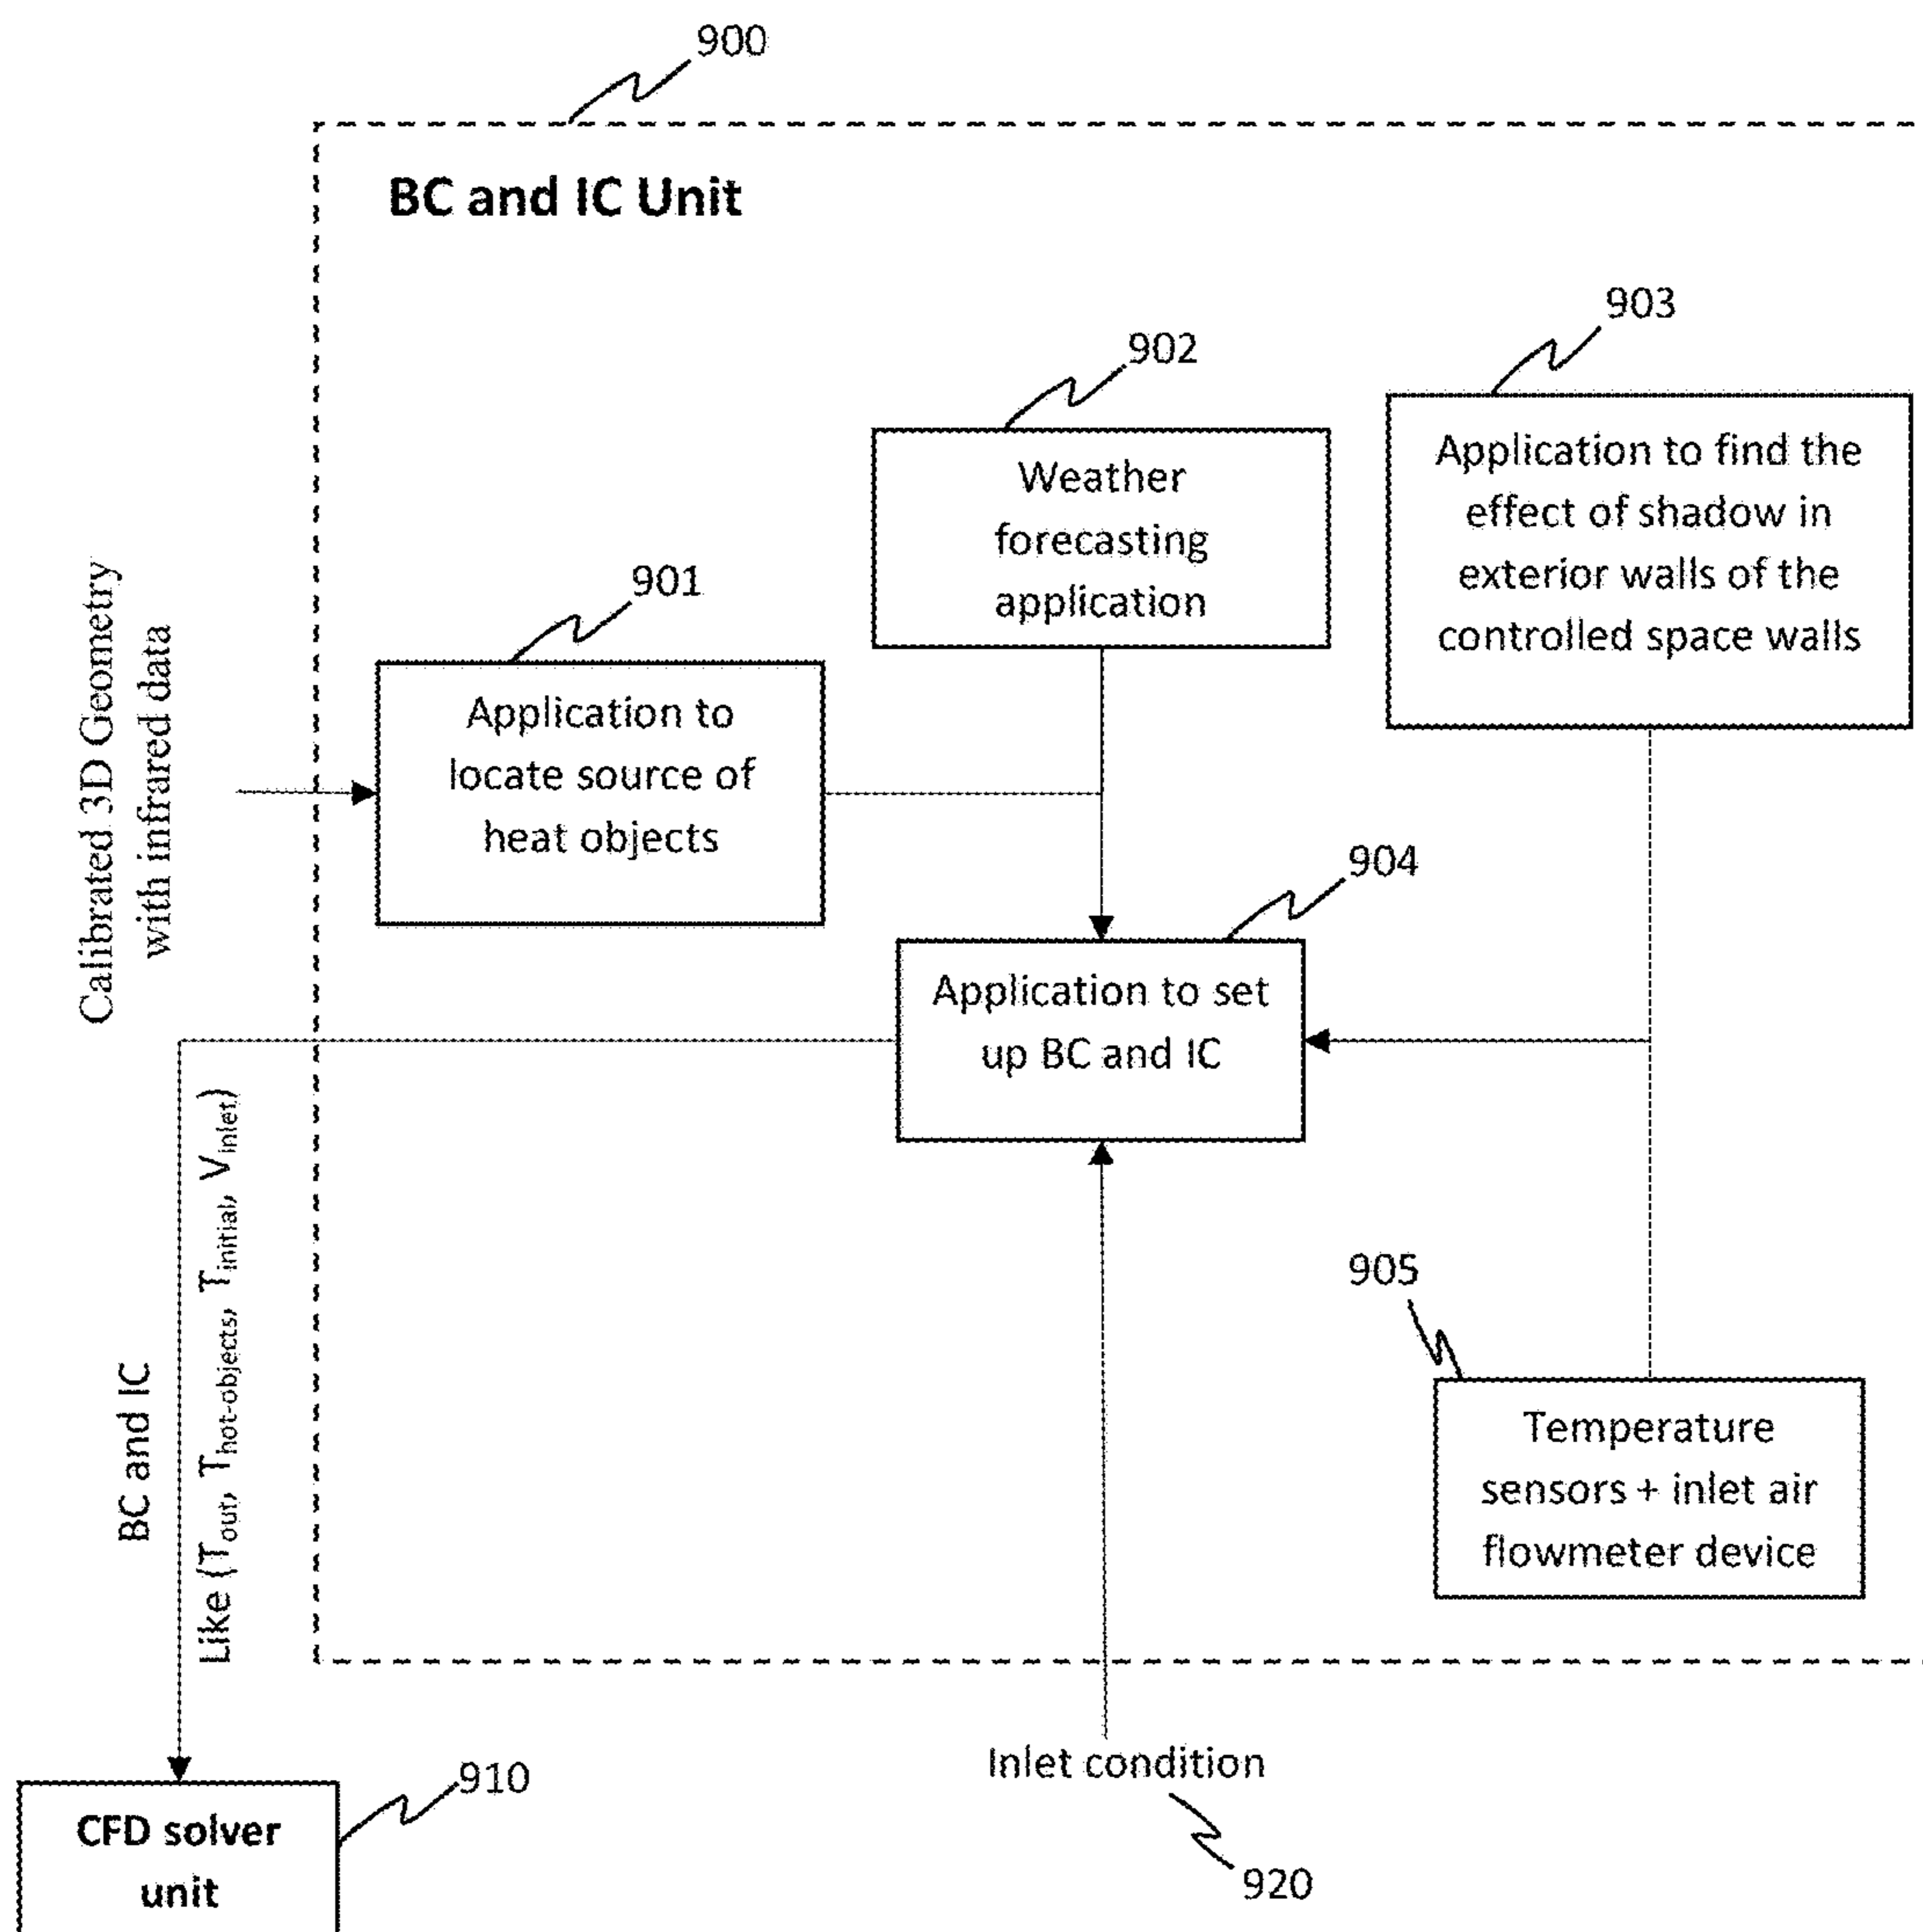 900
BC and IC Unit
903
902
Application to find the
effect of shadow in
exterior walls of the
controlled space walls
Weather
forecasting
application
901
Application to
locate source of
heat objects
Calibrated 3D Geometry
with infrared data
904
Application to set
up BC and IC
BC and IC
Like (Tout, Thot-objects, Tinitial, Vinlet)
905
Temperature
sensors + inlet air
flowmeter device
Inlet condition
920
910
CFD solver
unit